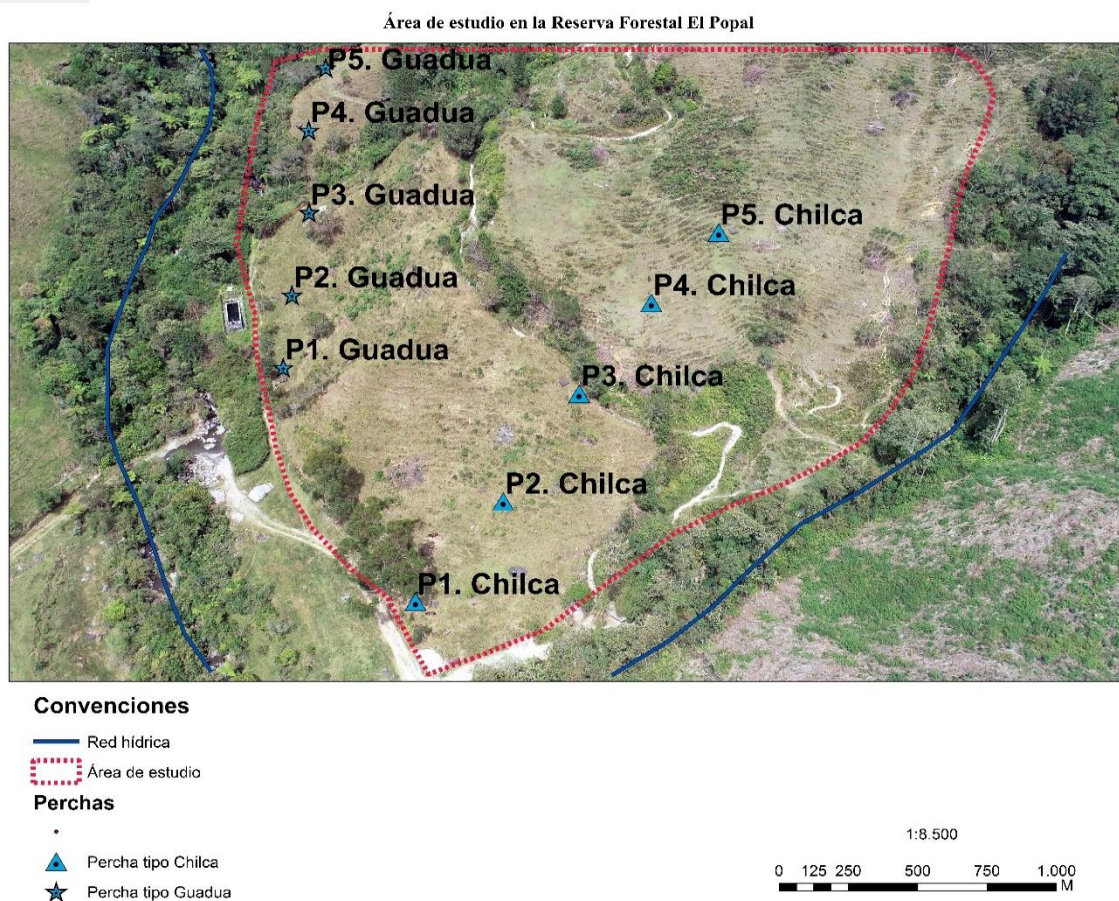 Área de estudio en la Reserva Forestal El Popal
P5. Guadua
P4. Guadua
P3. Guadua
P5. Chilca
P2. Guadua
P4. Chilca
P1. Guadua
P3. Chilca
P2. Chilca
P1. Chilca
Convenciones
Red hídrica
Área de estudio
Perchas
Percha tipo Chilca
Percha tipo Guadua
1:8.500
0 125 250 500 750 1.000
M